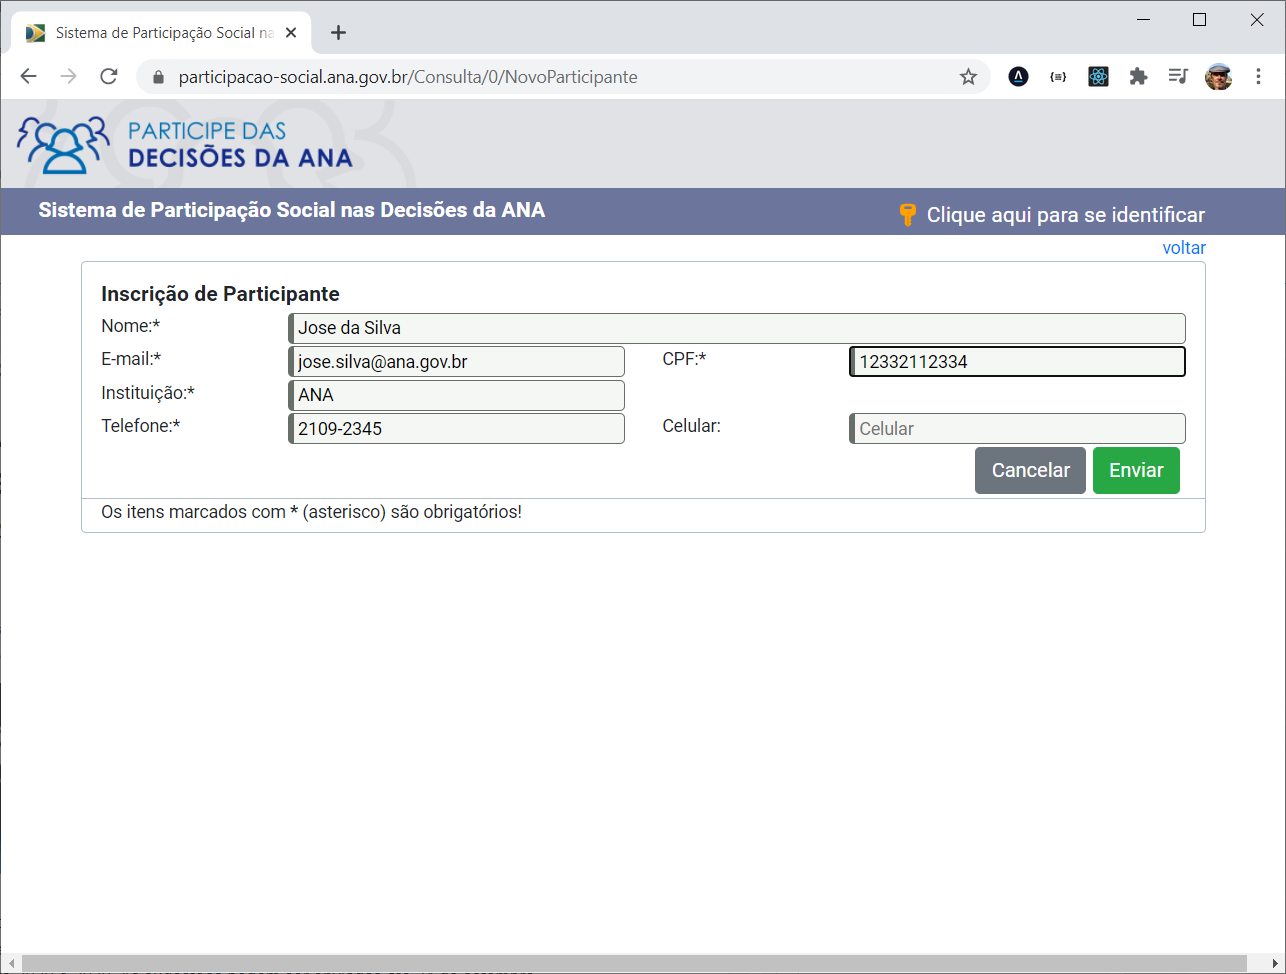 Sistema de Participação Social na
participacao-social.ana.gov.br/Consulta/0/NovoParticipante
PARTICIPE DAS
DECISÕES DA ANA
Sistema de Participação Social nas Decisões da ANA
Clique aqui para se identificar
voltar
Inscrição de Participante
Nome:* Jose da Silva
E-mail:* jose.silva@ana.gov.br CPF:* 12332112334
Instituição:* ANA
Telefone:* 2109-2345 Celular: Celular
Cancelar Enviar
Os itens marcados com * (asterisco) são obrigatórios!